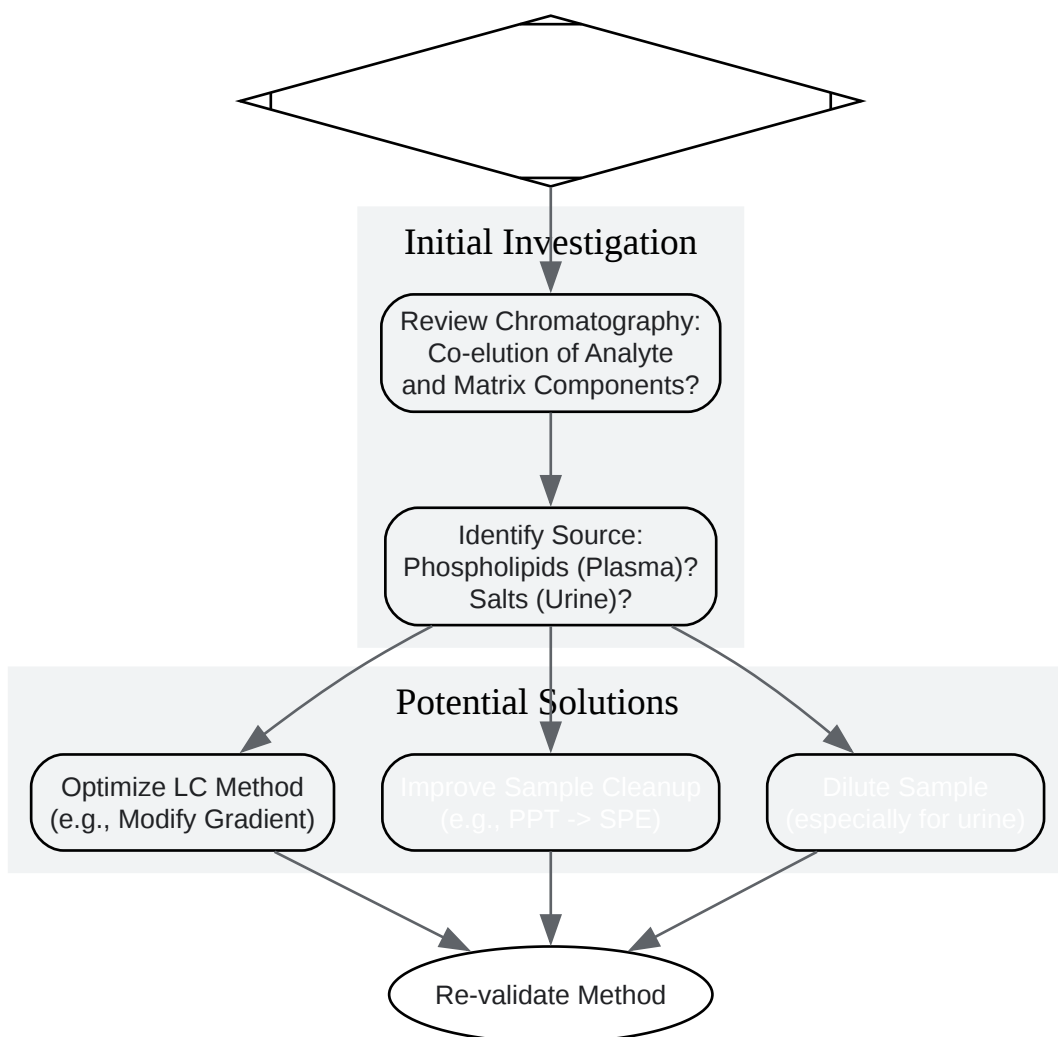 Initial Investigation
Review Chromatography:
Co-elution of Analyte
and Matrix Components?
Identify Source:
Phospholipids (Plasma)?
Salts (Urine)?
Potential Solutions
Optimize LC Method
(e.g., Modify Gradient)
Improve Sample Cleanup
(e.g., PPT -> SPE)
Dilute Sample
(especially for urine)
Re-validate Method